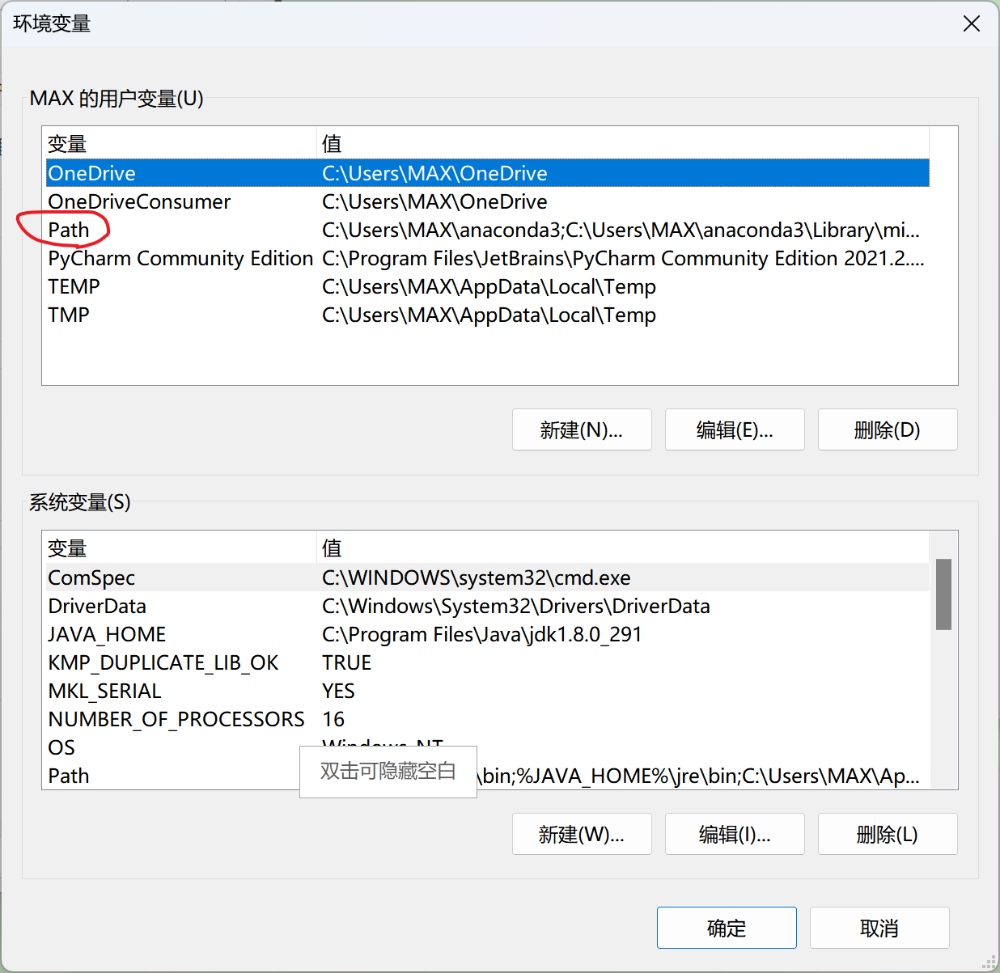 环境变量
MAX 的用户变量(U)
变量 值
OneDrive C:\Users\MAX\OneDrive
OneDriveConsumer C:\Users\MAX\OneDrive
Path C:\Users\MAX\anaconda3;C:\Users\MAX\anaconda3\Library\mi...
PyCharm Community Edition C:\Program Files\JetBrains\PyCharm Community Edition 2021.2....
TEMP C:\Users\MAX\AppData\Local\Temp
TMP C:\Users\MAX\AppData\Local\Temp
新建(N)... 编辑(E)... 删除(D)
系统变量(S)
变量 值
ComSpec C:\WINDOWS\system32\cmd.exe
DriverData C:\Windows\System32\Drivers\DriverData
JAVA_HOME C:\Program Files\Java\jdk1.8.0_291
KMP_DUPLICATE_LIB_OK TRUE
MKL_SERIAL YES
NUMBER_OF_PROCESSORS 16
OS Windows_NT
双击可隐藏空白
Path \bin;%JAVA_HOME%\jre\bin;C:\Users\MAX\Ap...
新建(W)... 编辑(I)... 删除(L)
确定 取消